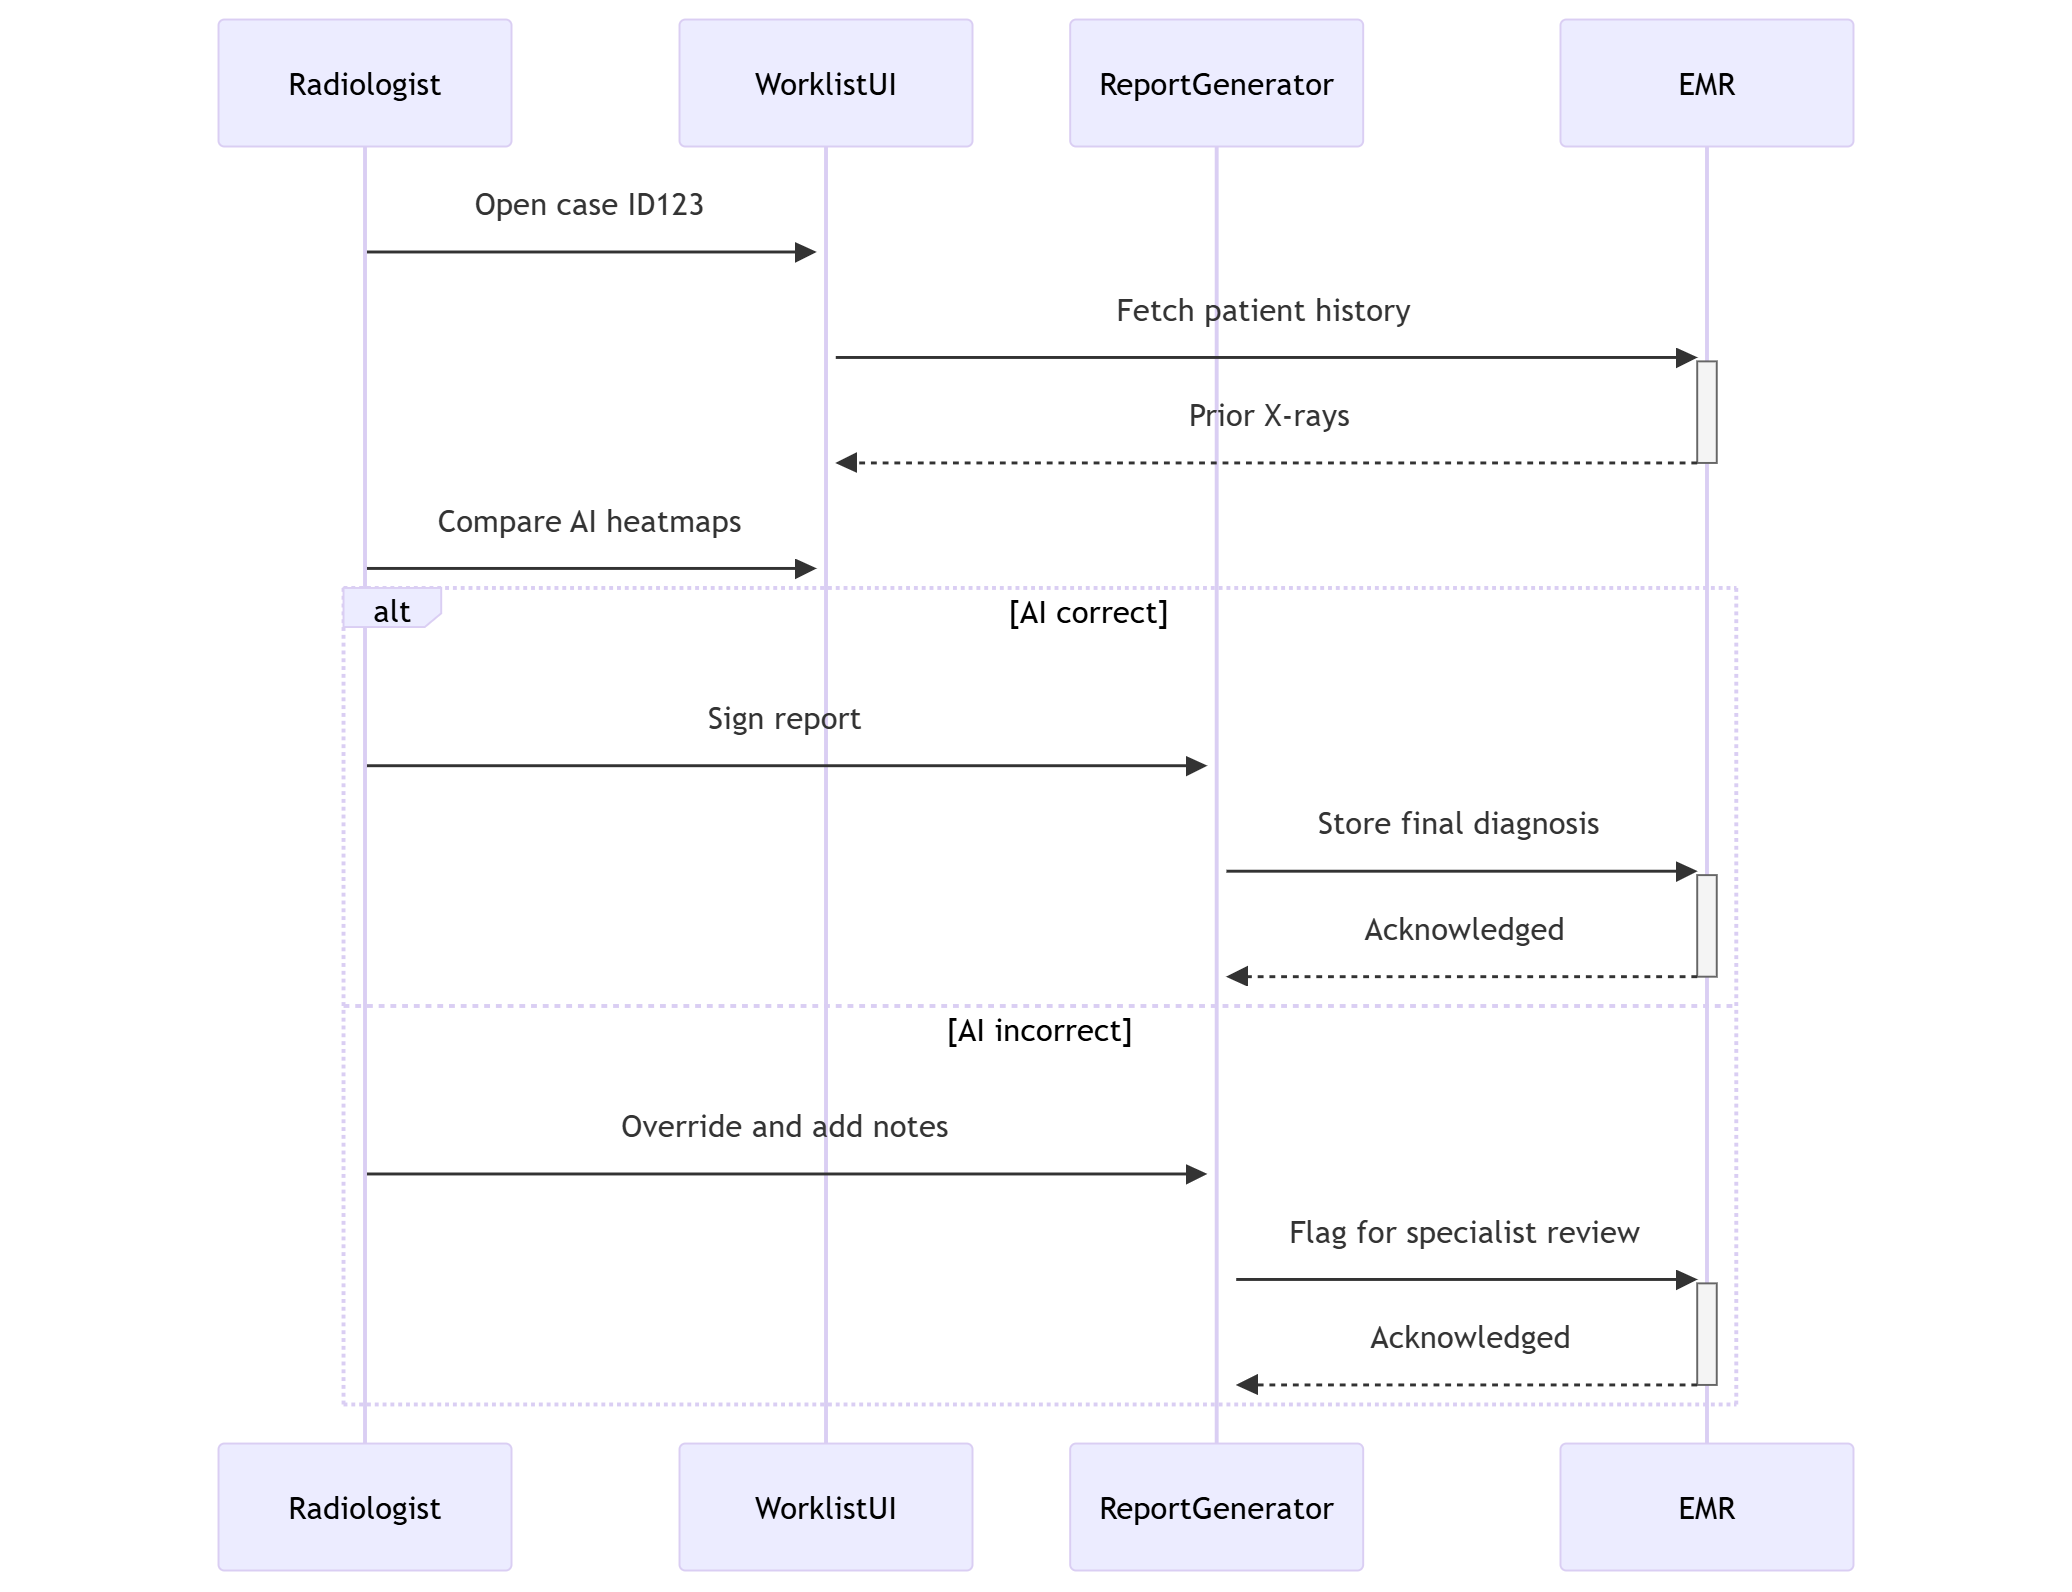 Radiologist
WorklistUI
ReportGenerator
EMR
Open case ID123
Fetch patient history
Prior X-rays
Compare AI heatmaps
alt
[AI correct]
Sign report
Store final diagnosis
Acknowledged
[AI incorrect]
Override and add notes
Flag for specialist review
Acknowledged
Radiologist
WorklistUI
ReportGenerator
EMR